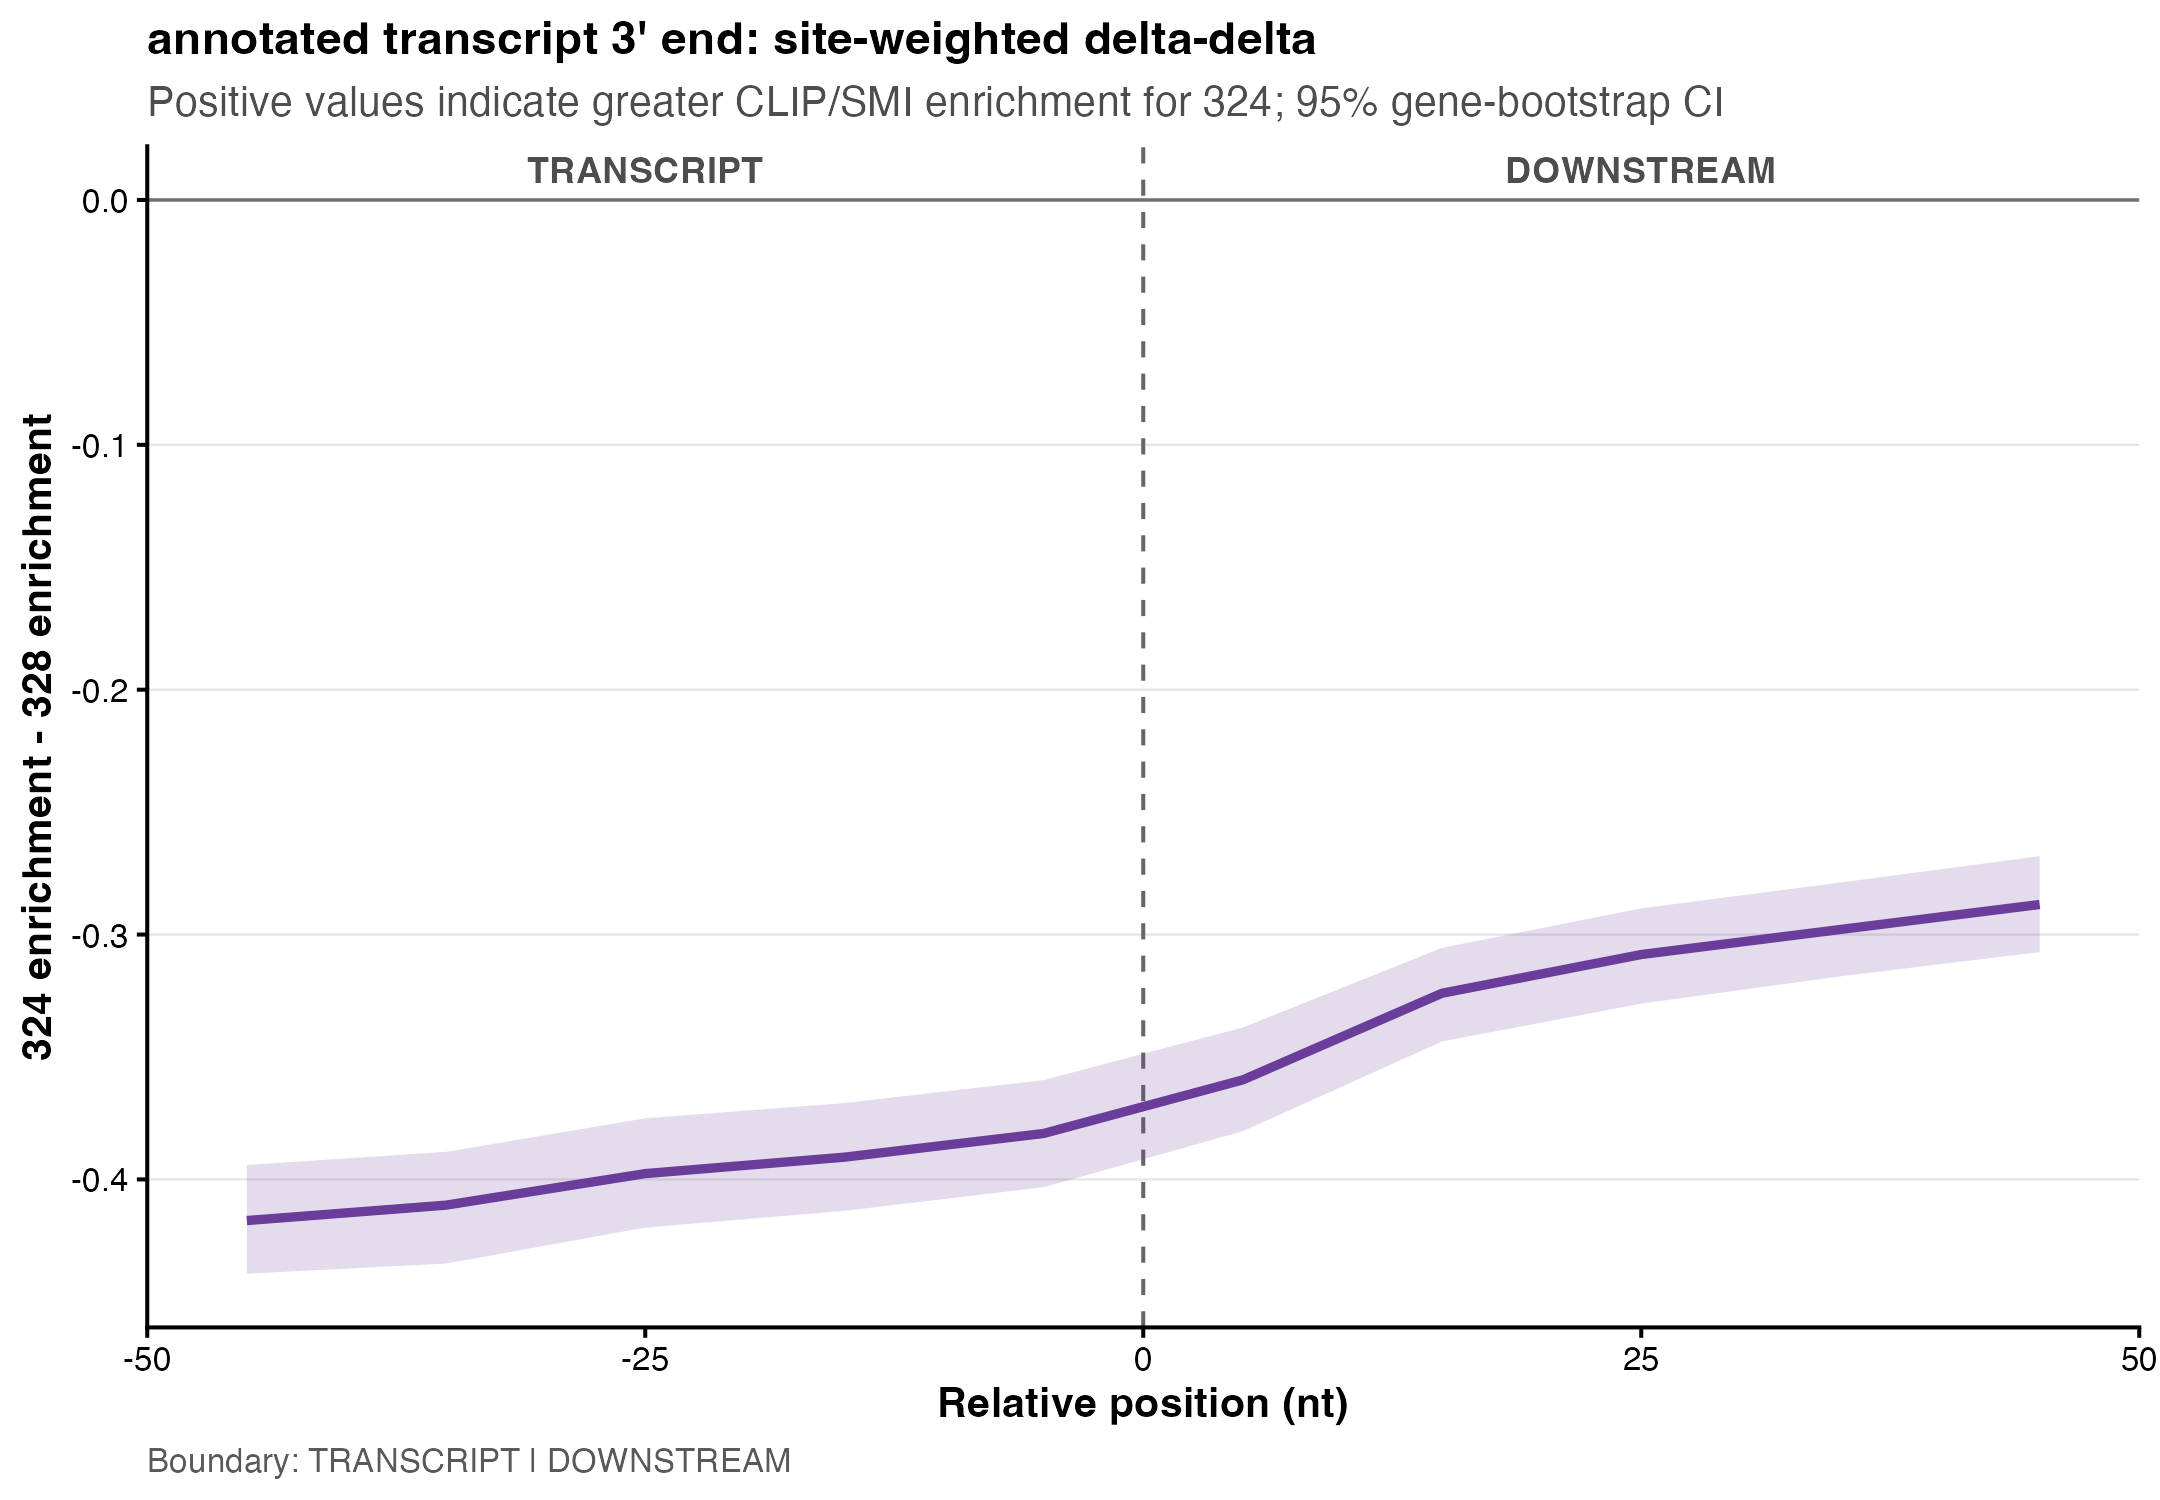 annotated transcript 3' end: site-weighted delta-delta
Positive values indicate greater CLIP/SMI enrichment for 324; 95% gene-bootstrap CI
TRANSCRIPT
DOWNSTREAM
0.0
-0.1
-0.2
-0.3
-0.4
324 enrichment - 328 enrichment
-50
-25
0
25
50
Relative position (nt)
Boundary: TRANSCRIPT | DOWNSTREAM